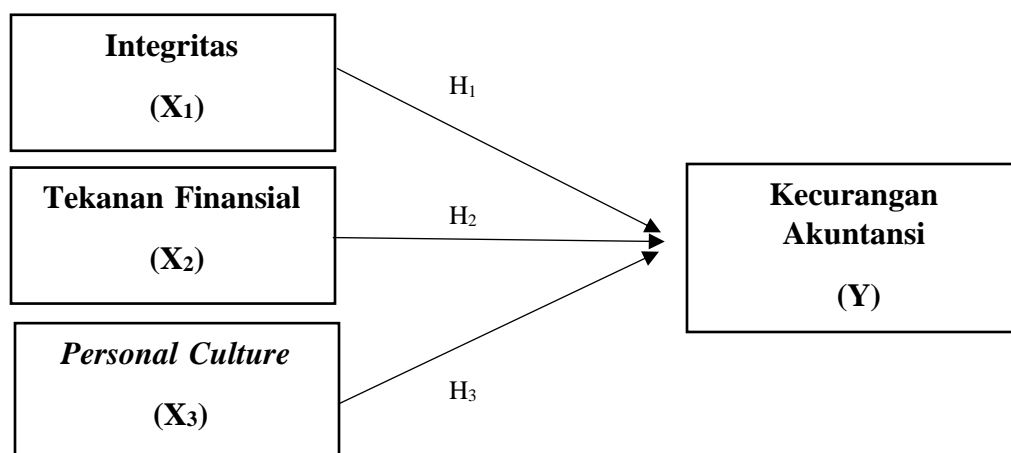 Integritas
(X₁)
H₁
Tekanan Finansial
(X₂)
H₂
Kecurangan
Akuntansi
(Y)
Personal Culture
(X₃)
H₃